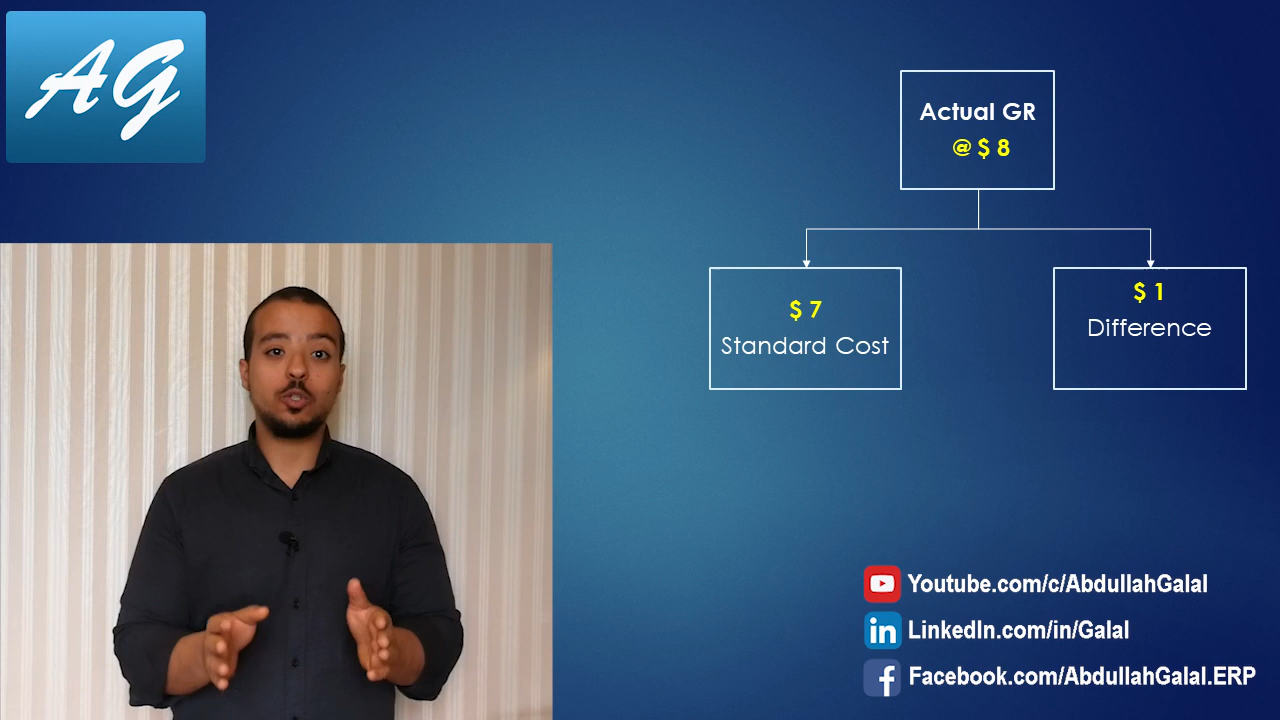 AG
Actual GR
@ $ 8
$ 7
Standard Cost
$ 1
Difference
Youtube.com/c/AbdullahGalal
in LinkedIn.com/in/Galal
f Facebook.com/AbdullahGalal.ERP